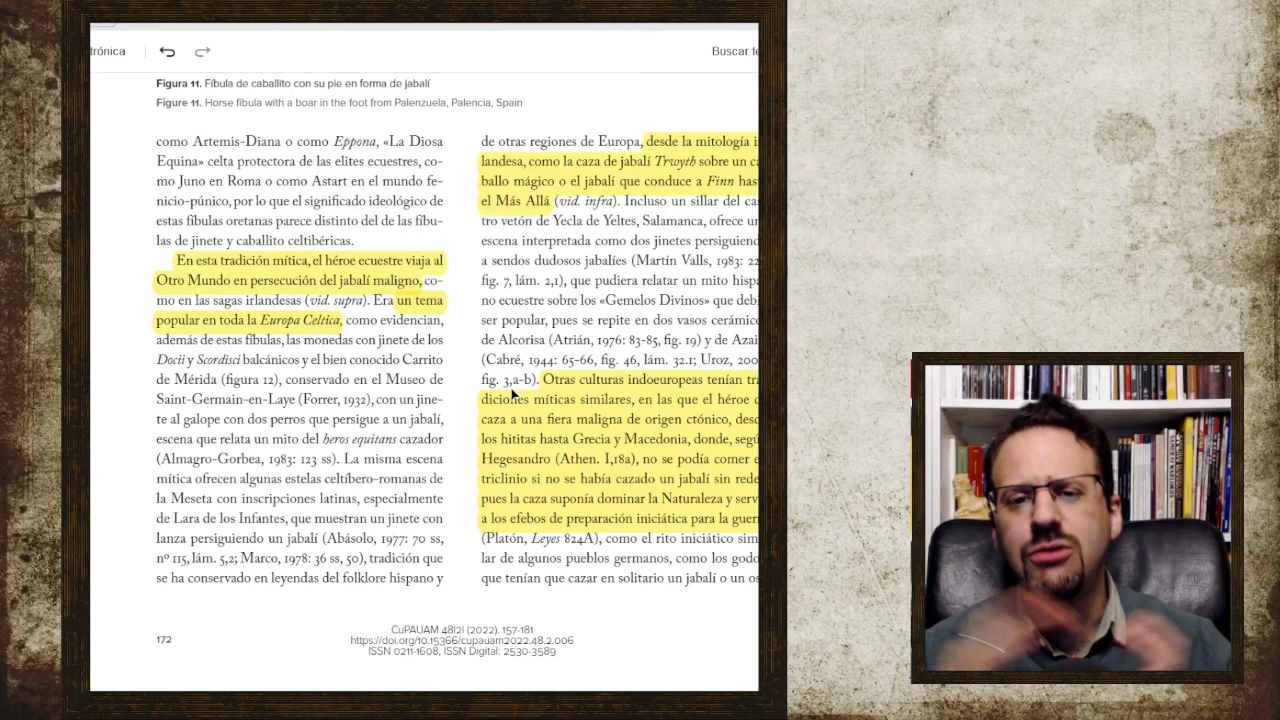 trónica
Buscar te
Figura 11. Fíbula de caballito con su pie en forma de jabalí
Figure 11. Horse fibula with a boar in the foot from Palenzuela, Palencia, Spain
como Artemis-Diana o como Eppona, «La Diosa
Equina» celta protectora de las elites ecuestres, co-
mo Juno en Roma o como Astart en el mundo fe-
nicio-púnico, por lo que el significado ideológico de
estas fíbulas oretanas parece distinto del de las fíbu-
las de jinete y caballito celtibéricas.
En esta tradición mítica, el héroe ecuestre viaja al
Otro Mundo en persecución del jabalí maligno, co-
mo en las sagas irlandesas (vid. supra). Era un tema
popular en toda la Europa Celtica, como evidencian,
además de estas fíbulas, las monedas con jinete de los
Docii y Scordisci balcánicos y el bien conocido Carrito
de Mérida (figura 12), conservado en el Museo de
Saint-Germain-en-Laye (Forrer, 1932), con un jine-
te al galope con dos perros que persigue a un jabalí,
escena que relata un mito del heros equitans cazador
(Almagro-Gorbea, 1983: 123 ss). La misma escena
mítica ofrecen algunas estelas celtíbero-romanas de
la Meseta con inscripciones latinas, especialmente
de Lara de los Infantes, que muestran un jinete con
lanza persiguiendo un jabalí (Abásolo, 1977: 70 ss,
nº 115, lám. 5,2; Marco, 1978: 36 ss, 50), tradición que
se ha conservado en leyendas del folklore hispano y
de otras regiones de Europa, desde la mitología i
landesa, como la caza de jabalí Trwyth sobre un ca
ballo mágico o el jabalí que conduce a Finn has
el Más Allá (vid. infra). Incluso un sillar del ca
tro vetón de Yecla de Yeltes, Salamanca, ofrece un
escena interpretada como dos jinetes persiguiend
a sendos dudosos jabalíes (Martín Valls, 1983: 22
fig. 7, lám. 2,1), que pudiera relatar un mito hispa
no ecuestre sobre los «Gemelos Divinos» que debi
ser popular, pues se repite en dos vasos cerámico
de Alcorisa (Atrián, 1976: 83-85, fig. 19) y de Azai
(Cabré, 1944: 65-66, fig. 46, lám. 32.1; Uroz, 200
fig. 3,a-b). Otras culturas indoeuropeas tenían tra
diciones míticas similares, en las que el héroe c
caza a una fiera maligna de origen ctónico, desd
los hititas hasta Grecia y Macedonia, donde, segú
Hegesandro (Athen. I,18a), no se podía comer e
triclinio si no se había cazado un jabalí sin rede
pues la caza suponía dominar la Naturaleza y serv
a los efebos de preparación iniciática para la guer
(Platón, Leyes 824A), como el rito iniciático sim
lar de algunos pueblos germanos, como los godo
que tenían que cazar en solitario un jabalí o un os
172
CuPAUAM 48|2| (2022). 157-181
https://doi.org/10.15366/cupauam2022.48.2.006
ISSN 0211-1608, ISSN Digital: 2530-3589